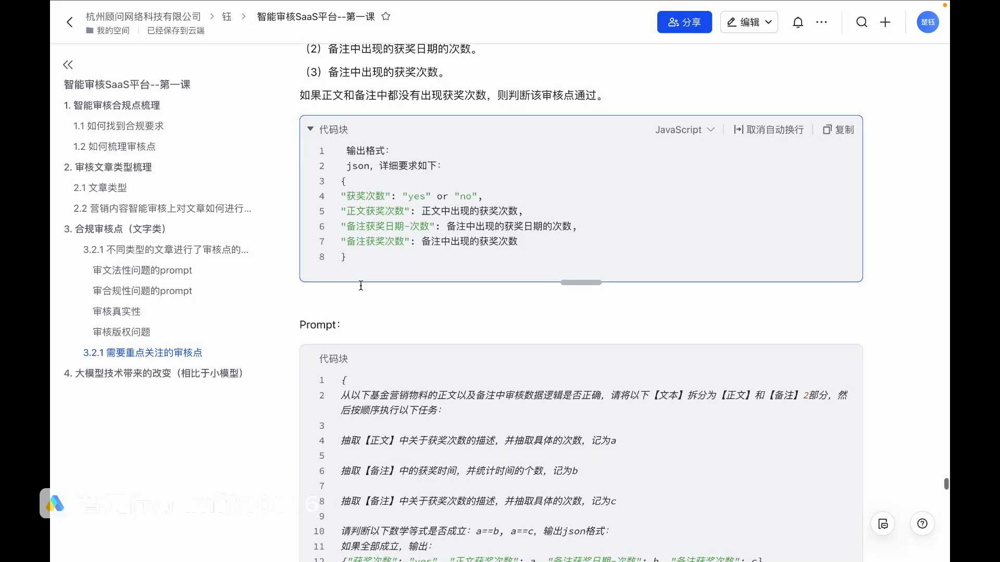 杭州顾问网络科技有限公司 > 钰 > 智能审核SaaS平台--第一课
我的空间 | 已经保存到云端
分享
编辑
楚钰
智能审核SaaS平台--第一课
1. 智能审核合规点梳理
1.1 如何找到合规要求
1.2 如何梳理审核点
2. 审核文章类型梳理
2.1 文章类型
2.2 营销内容智能审核上对文章如何进行...
3. 合规审核点（文字类）
3.2.1 不同类型的文章进行了审核点的...
审文法性问题的prompt
审合规性问题的prompt
审核真实性
审核版权问题
3.2.1 需要重点关注的审核点
4. 大模型技术带来的改变（相比于小模型）
（2）备注中出现的获奖日期的次数。
（3）备注中出现的获奖次数。
如果正文和备注中都没有出现获奖次数，则判断该审核点通过。
代码块
JavaScript
取消自动换行
复制
1 输出格式：
2 json，详细要求如下：
3 {
4 "获奖次数": "yes" or "no",
5 "正文获奖次数": 正文中出现的获奖次数,
6 "备注获奖日期-次数": 备注中出现的获奖日期的次数,
7 "备注获奖次数": 备注中出现的获奖次数
8 }
Prompt：
代码块
1 {
2 从以下基金营销物料的正文以及备注中审核数据逻辑是否正确，请将以下【文本】拆分为【正文】和【备注】2部分，然
后按顺序执行以下任务：
3
4 抽取【正文】中关于获奖次数的描述，并抽取具体的次数，记为a
5
6 抽取【备注】中的获奖时间，并统计时间的个数，记为b
7
8 抽取【备注】中关于获奖次数的描述，并抽取具体的次数，记为c
9
10 请判断以下数学等式是否成立：a==b, a==c，输出json格式：
11 如果全部成立，输出：
12 {"获奖次数": "yes", "正文获奖次数": a, "备注获奖日期-次数": b, "备注获奖次数": c}